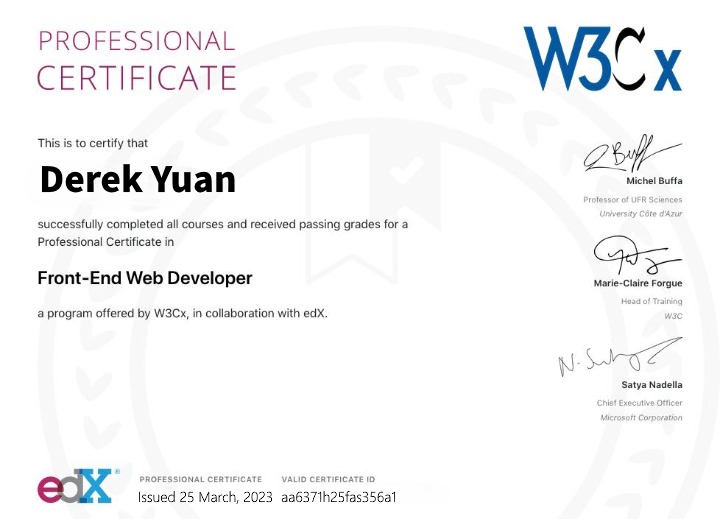 PROFESSIONAL
CERTIFICATE
W3Cx
This is to certify that
Derek Yuan
successfully completed all courses and received passing grades for a
Professional Certificate in
Front-End Web Developer
a program offered by W3Cx, in collaboration with edX.
Michel Buffa
Professor of UFR Sciences
University Côte d'Azur
Marie-Claire Forgue
Head of Training
W3C
Satya Nadella
Chief Executive Officer
Microsoft Corporation
edX®
PROFESSIONAL CERTIFICATE
Issued 25 March, 2023
VALID CERTIFICATE ID
aa6371h25fas356a1